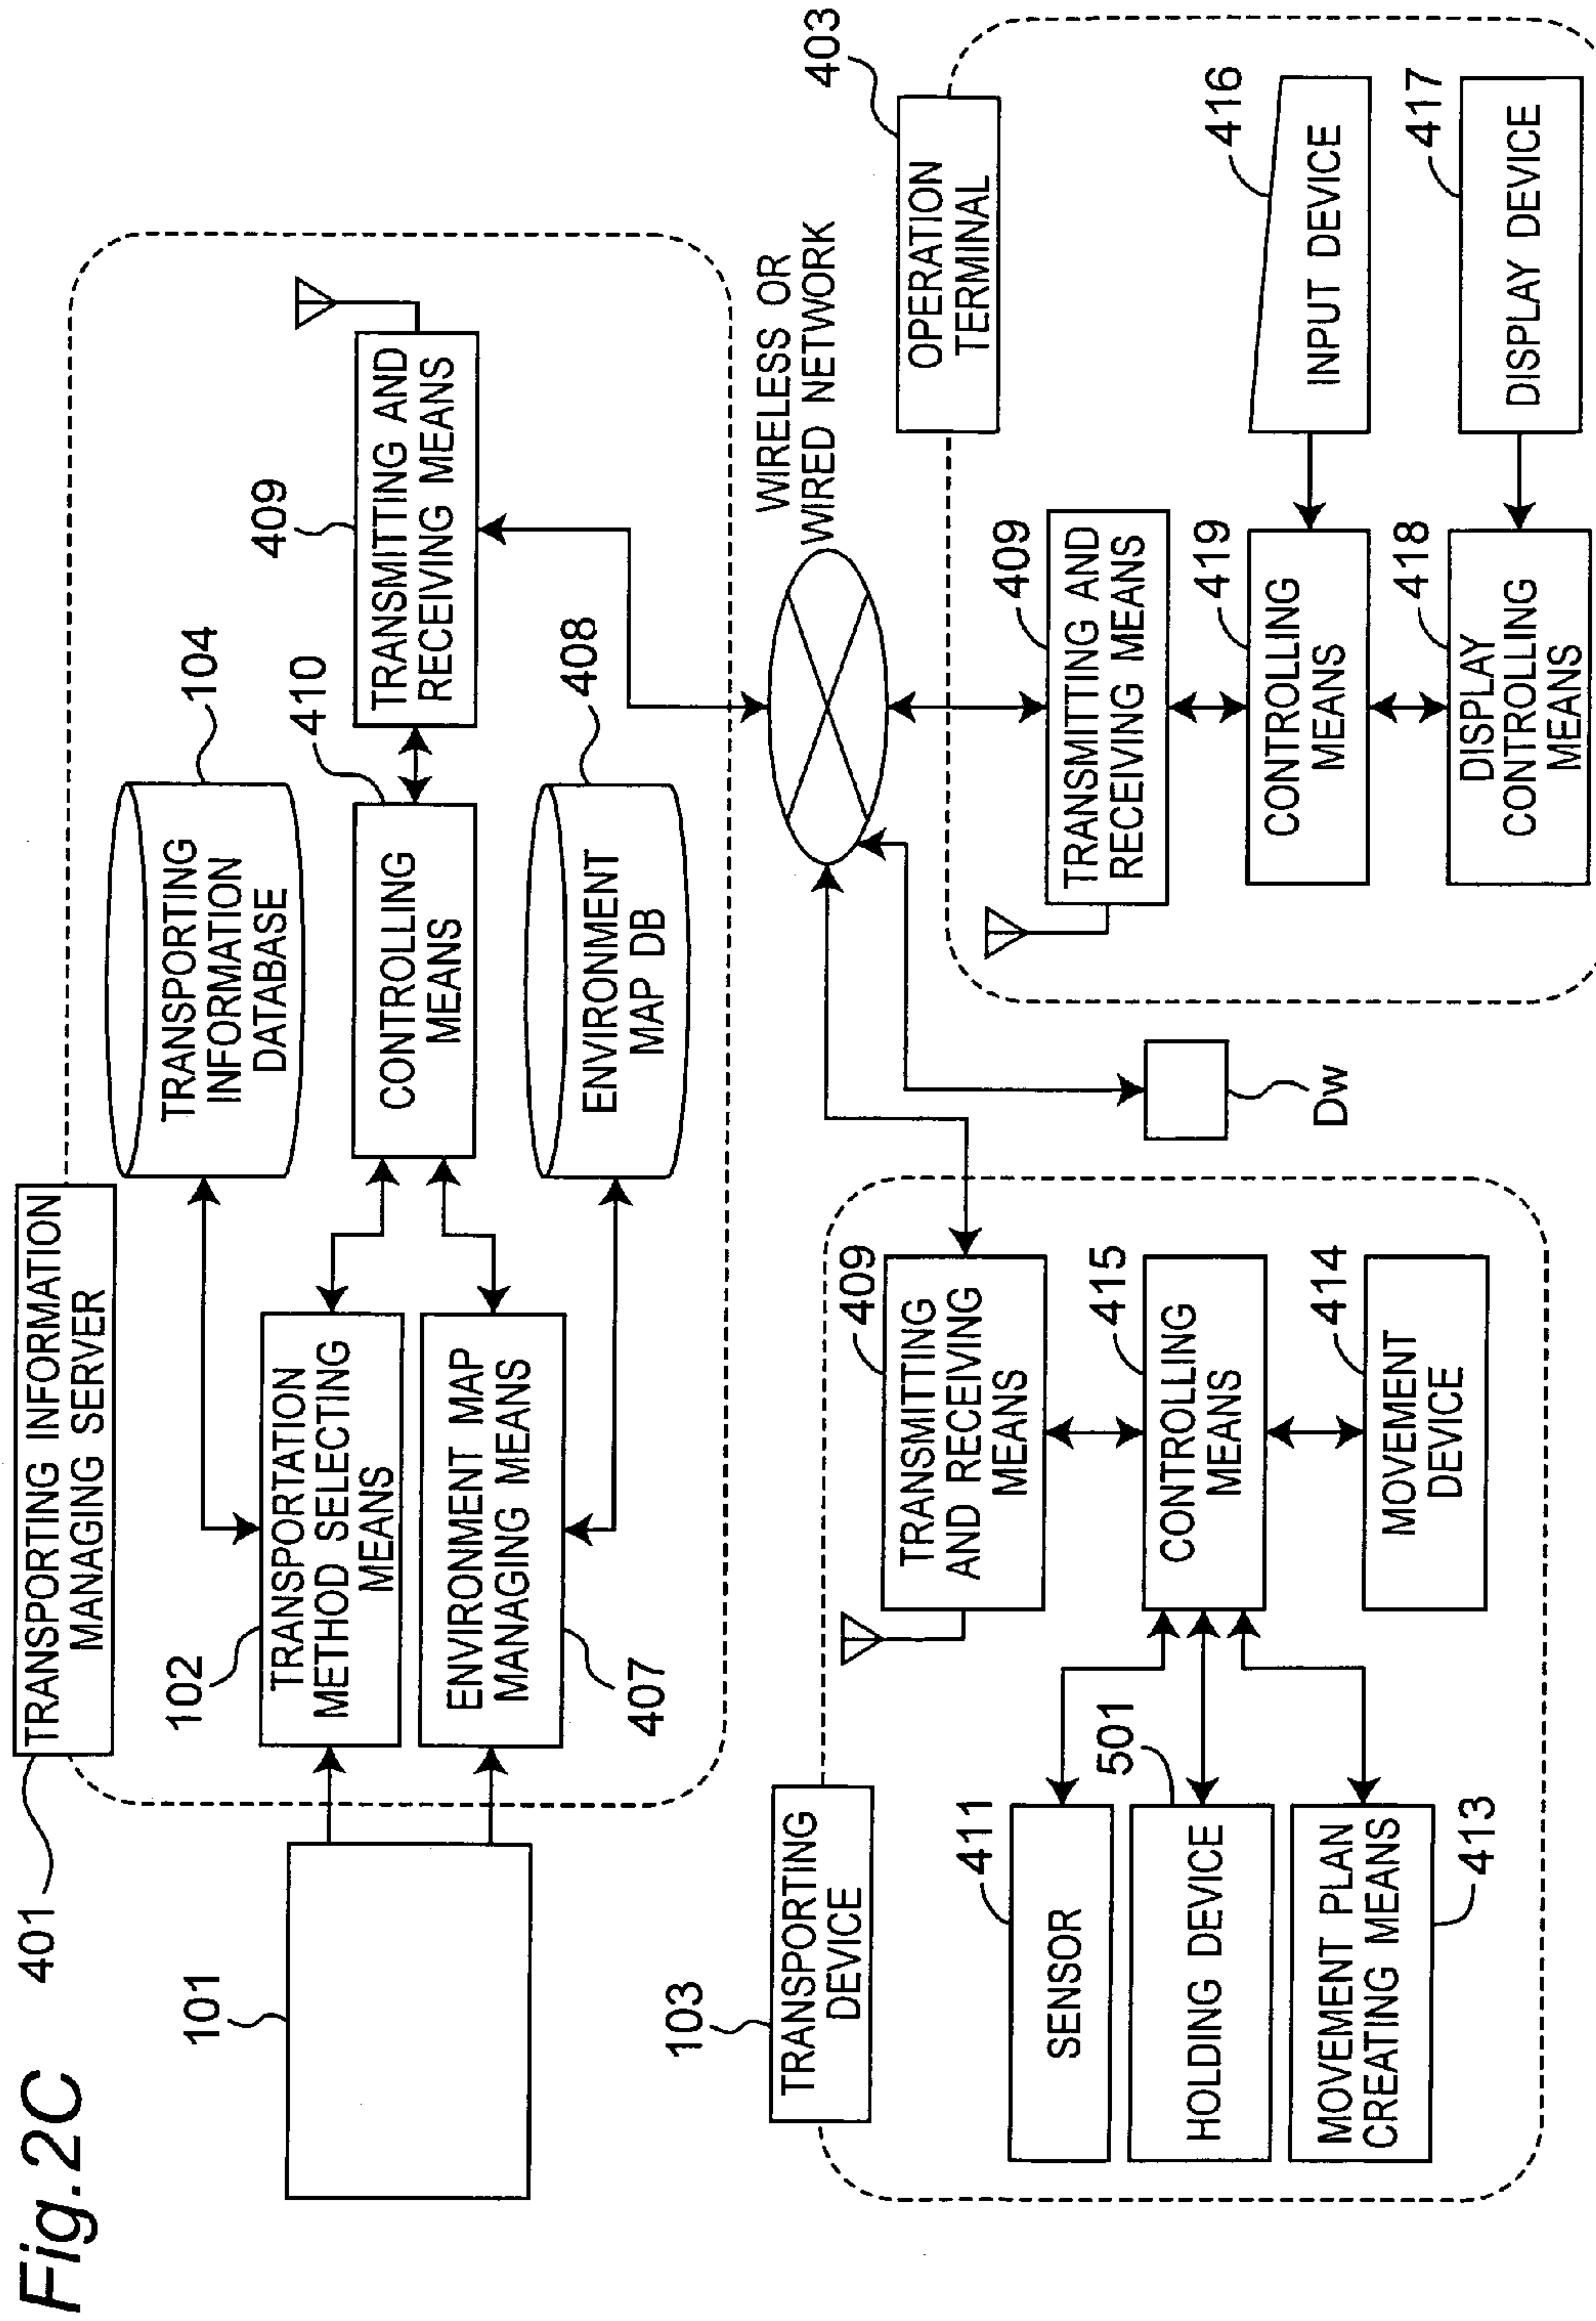 Fig.2C
401
TRANSPORTING INFORMATION
MANAGING SERVER
101
102
TRANSPORTATION
METHOD SELECTING
MEANS
ENVIRONMENT MAP
MANAGING MEANS
407
TRANSPORTING
INFORMATION
DATABASE
104
CONTROLLING
MEANS
410
ENVIRONMENT
MAP DB
408
409
TRANSMITTING AND
RECEIVING MEANS
WIRELESS OR
WIRED NETWORK
103
TRANSPORTING
DEVICE
411
SENSOR
501
HOLDING DEVICE
MOVEMENT PLAN
CREATING MEANS
413
409
TRANSMITTING
AND RECEIVING
MEANS
415
CONTROLLING
MEANS
414
MOVEMENT
DEVICE
Dw
403
OPERATION
TERMINAL
409
TRANSMITTING AND
RECEIVING MEANS
419
CONTROLLING
MEANS
418
DISPLAY
CONTROLLING
MEANS
416
INPUT DEVICE
417
DISPLAY DEVICE